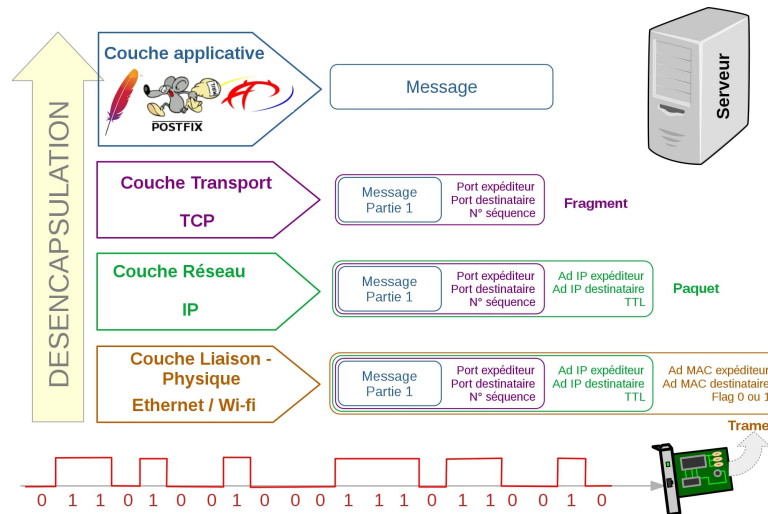 DESENCAPSULATION
Couche applicative
POSTFIX
Message
Serveur
Couche Transport
TCP
Message
Partie 1
Port expéditeur
Port destinataire
N° séquence
Fragment
Couche Réseau
IP
Message
Partie 1
Port expéditeur
Port destinataire
N° séquence
Ad IP expéditeur
Ad IP destinataire
TTL
Paquet
Couche Liaison -
Physique
Ethernet / Wi-fi
Message
Partie 1
Port expéditeur
Port destinataire
N° séquence
Ad IP expéditeur
Ad IP destinataire
TTL
Ad MAC expéditeur
Ad MAC destinataire
Flag 0 ou 1
Trame
0 1 1 0 1 0 0 1 0 0 0 1 1 1 0 1 1 0 0 1 0